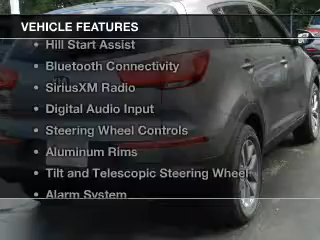 VEHICLE FEATURES
• Hill Start Assist
• Bluetooth Connectivity
• SiriusXM Radio
• Digital Audio Input
• Steering Wheel Controls
• Aluminum Rims
• Tilt and Telescopic Steering Wheel
• Alarm System